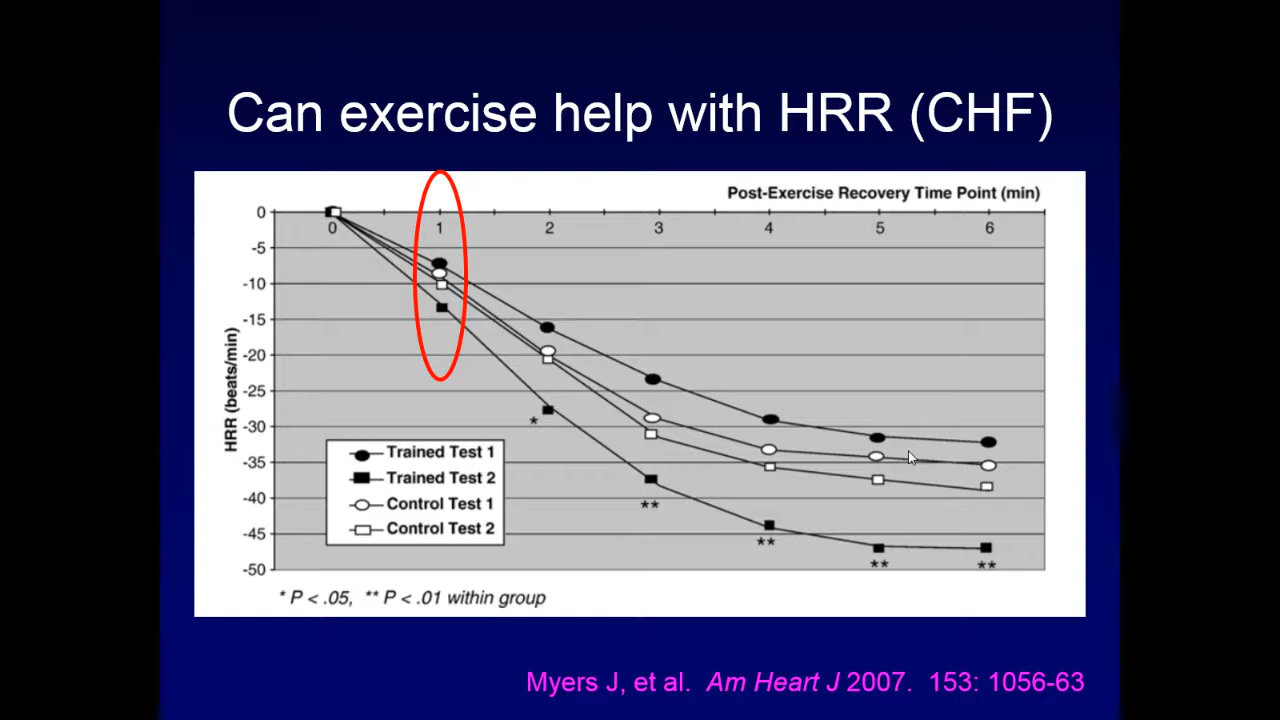 Can exercise help with HRR (CHF)
Post-Exercise Recovery Time Point (min)
0 1 2 3 4 5 6
HRR (beats/min)
0
-5
-10
-15
-20
-25
-30
-35
-40
-45
-50
*
**
**
**
**
Trained Test 1
Trained Test 2
Control Test 1
Control Test 2
* P < .05, ** P < .01 within group
Myers J, et al. Am Heart J 2007. 153: 1056-63